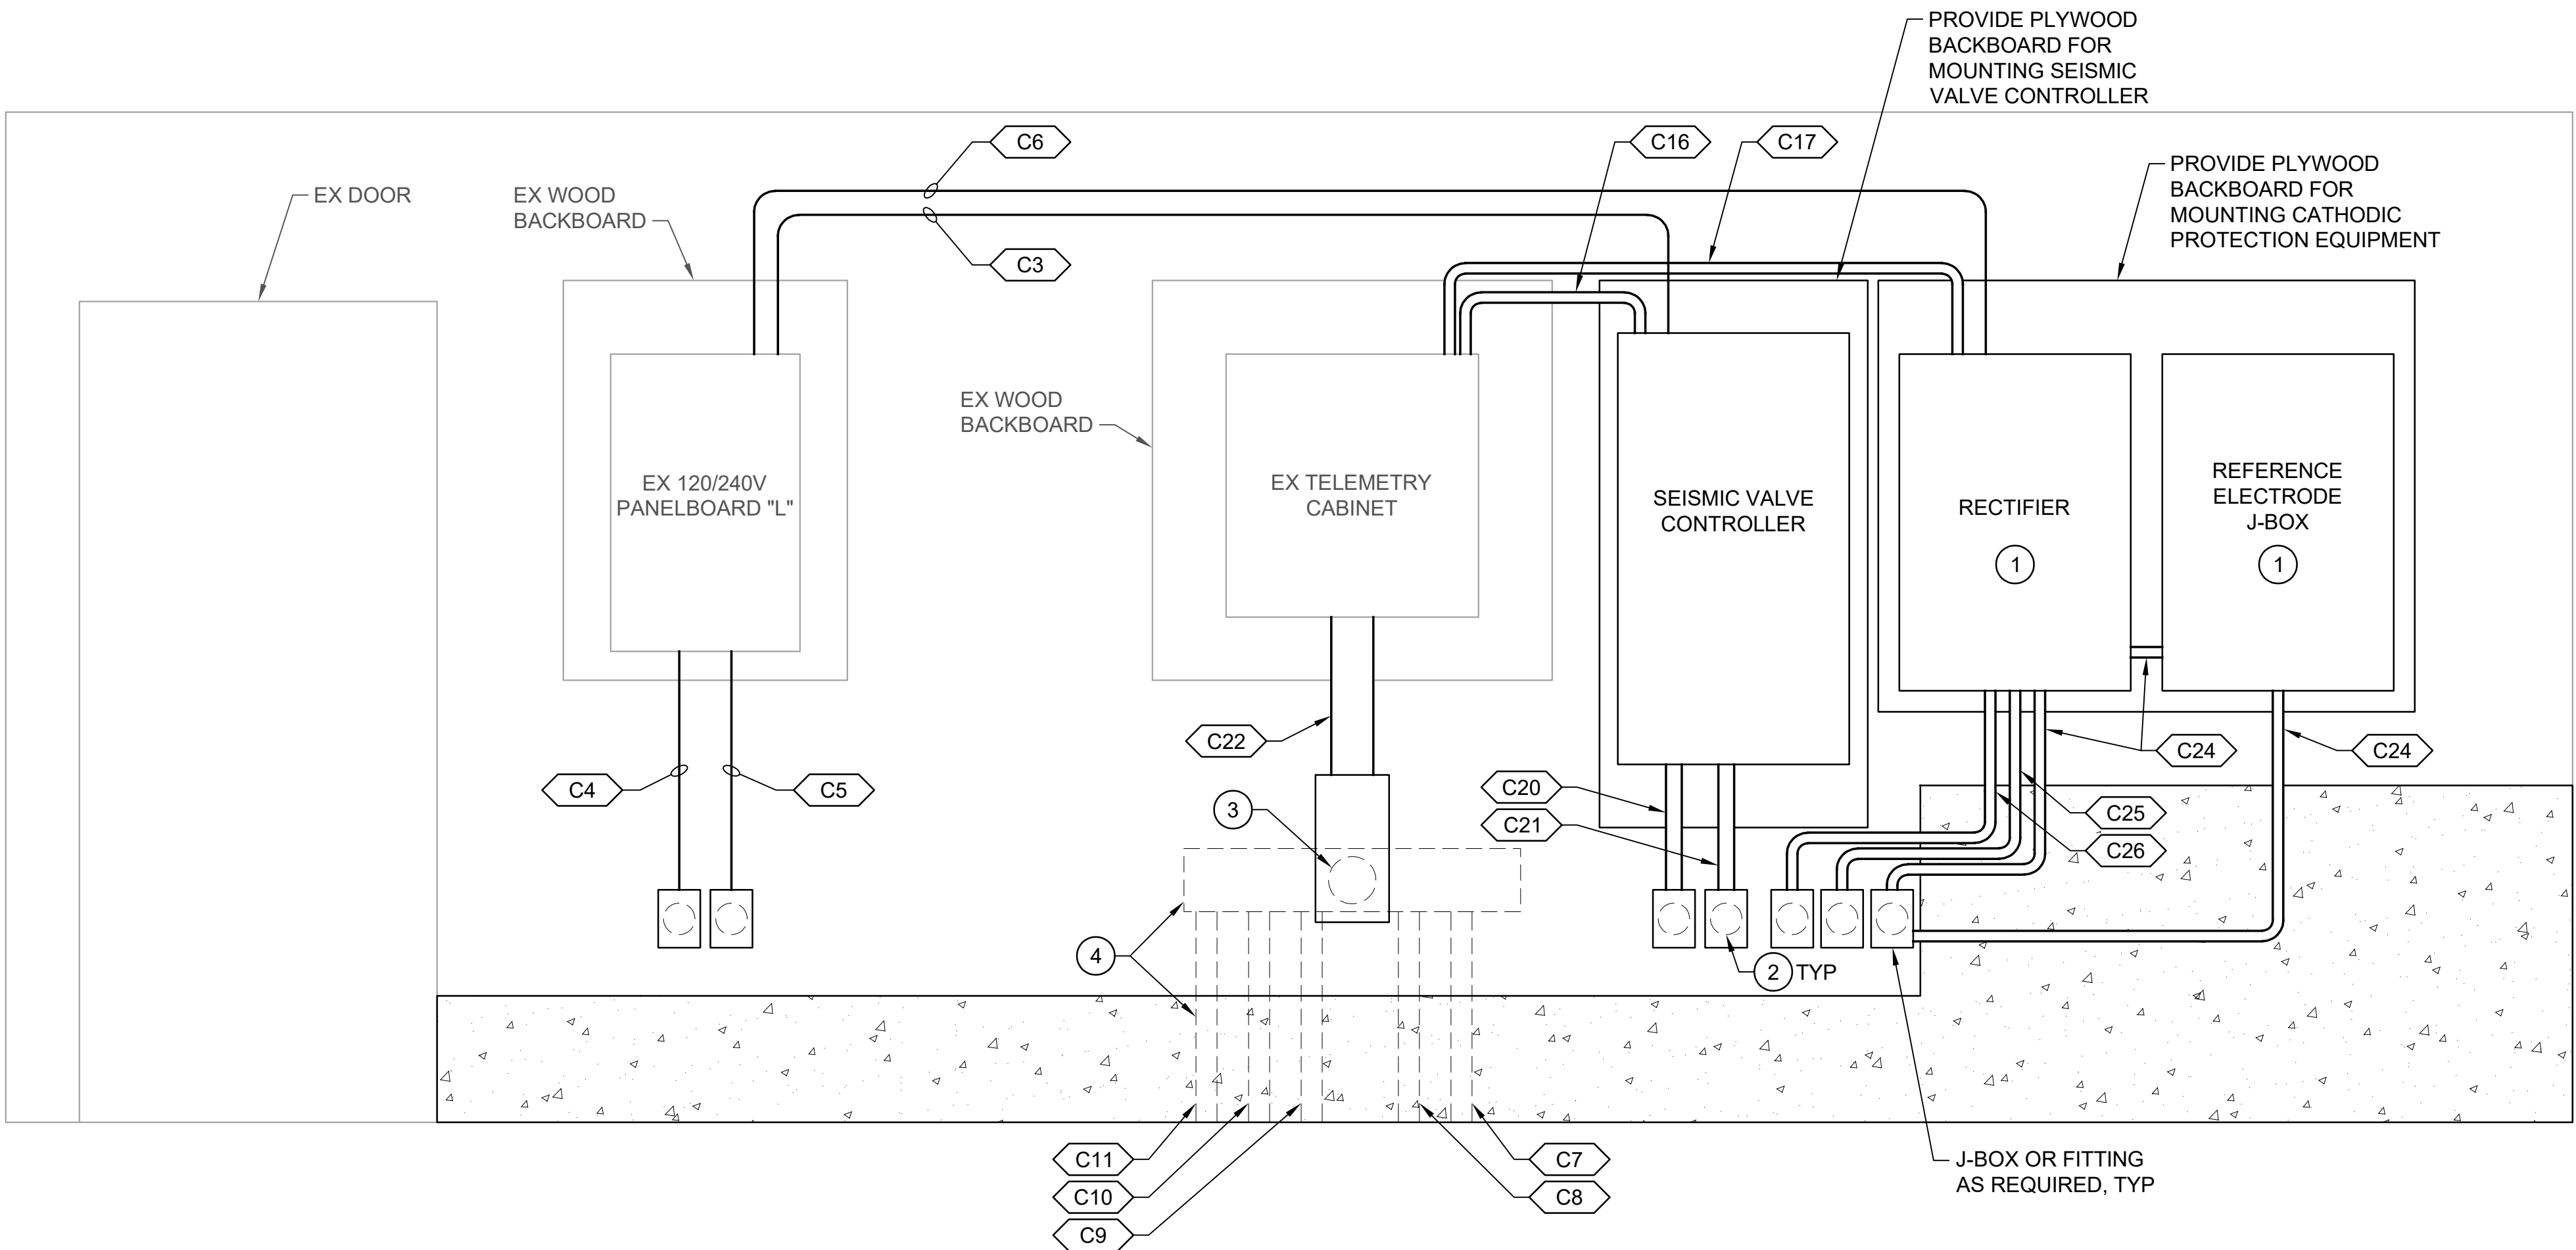 PROVIDE PLYWOOD
BACKBOARD FOR
MOUNTING SEISMIC
VALVE CONTROLLER
C6
C16
C17
PROVIDE PLYWOOD
BACKBOARD FOR
MOUNTING CATHODIC
PROTECTION EQUIPMENT
EX DOOR
EX WOOD
BACKBOARD
C3
EX WOOD
BACKBOARD
EX 120/240V
PANELBOARD "L"
EX TELEMETRY
CABINET
SEISMIC VALVE
CONTROLLER
RECTIFIER
1
REFERENCE
ELECTRODE
J-BOX
1
C22
C24
C24
C4
C5
C20
C21
3
C25
C26
4
2 TYP
C11
C10
C9
C7
C8
J-BOX OR FITTING
AS REQUIRED, TYP